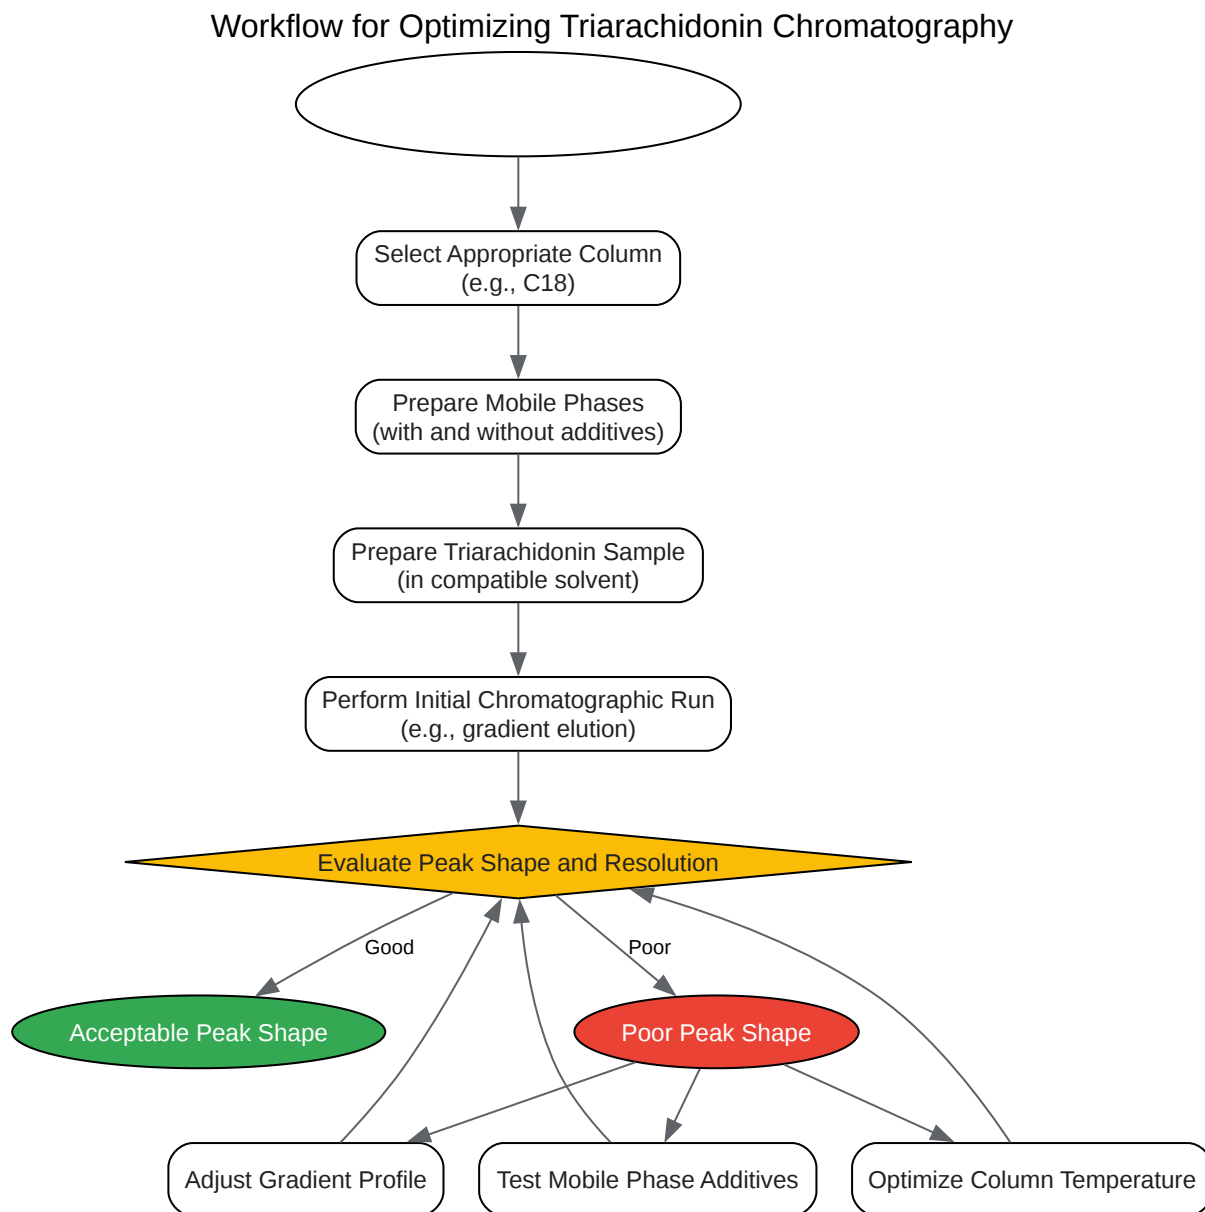 Workflow for Optimizing Triarachidonin Chromatography
Select Appropriate Column
(e.g., C18)
Prepare Mobile Phases
(with and without additives)
Prepare Triarachidonin Sample
(in compatible solvent)
Perform Initial Chromatographic Run
(e.g., gradient elution)
Evaluate Peak Shape and Resolution
Good
Poor
Acceptable Peak Shape
Poor Peak Shape
Adjust Gradient Profile
Test Mobile Phase Additives
Optimize Column Temperature